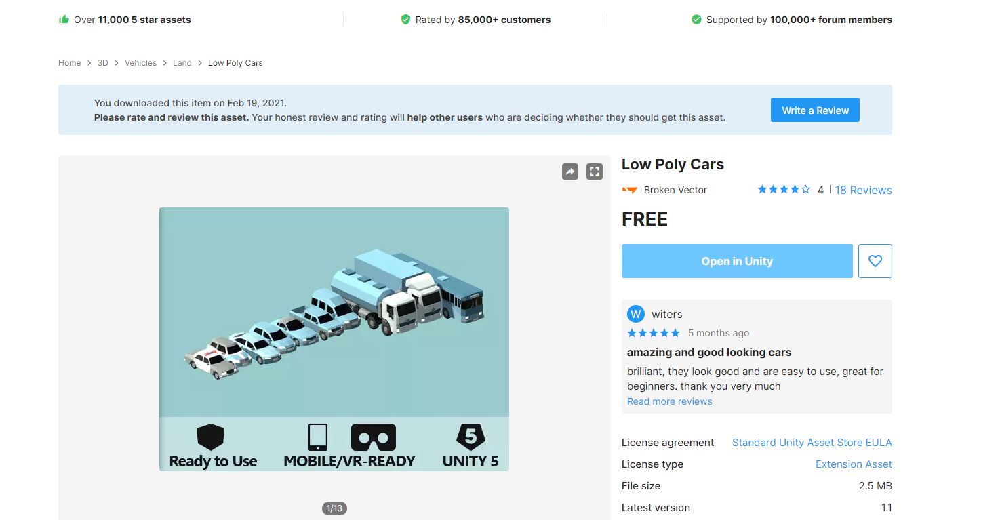 Over 11,000 5 star assets
Rated by 85,000+ customers
Supported by 100,000+ forum members
Home > 3D > Vehicles > Land > Low Poly Cars
You downloaded this item on Feb 19, 2021.
Please rate and review this asset. Your honest review and rating will help other users who are deciding whether they should get this asset.
Write a Review
Ready to Use
MOBILE/VR-READY
5
UNITY 5
1/13
Low Poly Cars
Broken Vector
4 | 18 Reviews
FREE
Open in Unity
W witers
5 months ago
amazing and good looking cars
brilliant, they look good and are easy to use, great for
beginners. thank you very much
Read more reviews
License agreement Standard Unity Asset Store EULA
License type Extension Asset
File size 2.5 MB
Latest version 1.1